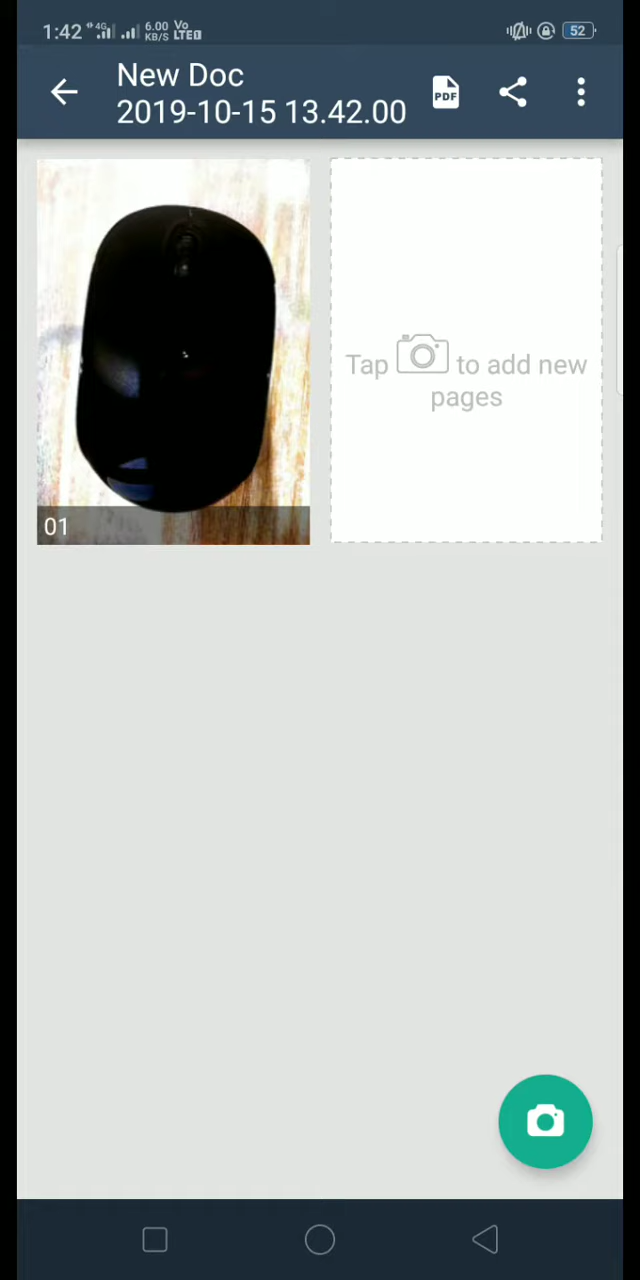 1:42 4G 6.00 KB/S Vo LTE 52
New Doc
2019-10-15 13.42.00
PDF
Tap to add new
pages
01